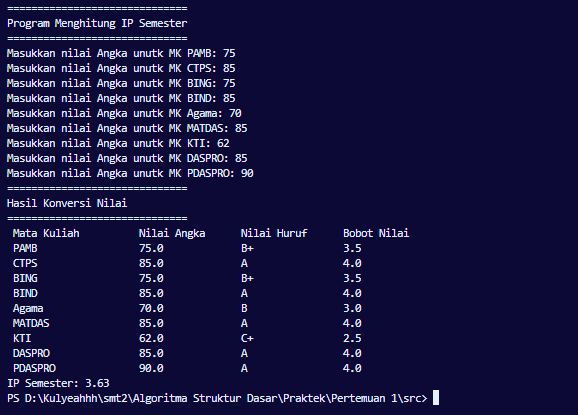 ==============================
Program Menghitung IP Semester
==============================
Masukkan nilai Angka unutk MK PAMB: 75
Masukkan nilai Angka unutk MK CTPS: 85
Masukkan nilai Angka unutk MK BING: 75
Masukkan nilai Angka unutk MK BIND: 85
Masukkan nilai Angka unutk MK Agama: 70
Masukkan nilai Angka unutk MK MATDAS: 85
Masukkan nilai Angka unutk MK KTI: 62
Masukkan nilai Angka unutk MK DASPRO: 85
Masukkan nilai Angka unutk MK PDASPRO: 90
==============================
Hasil Konversi Nilai
==============================
Mata Kuliah Nilai Angka Nilai Huruf Bobot Nilai
PAMB 75.0 B+ 3.5
CTPS 85.0 A 4.0
BING 75.0 B+ 3.5
BIND 85.0 A 4.0
Agama 70.0 B 3.0
MATDAS 85.0 A 4.0
KTI 62.0 C+ 2.5
DASPRO 85.0 A 4.0
PDASPRO 90.0 A 4.0
IP Semester: 3.63
PS D:\Kulyeahhh\smt2\Algoritma Struktur Dasar\Praktek\Pertemuan 1\src>